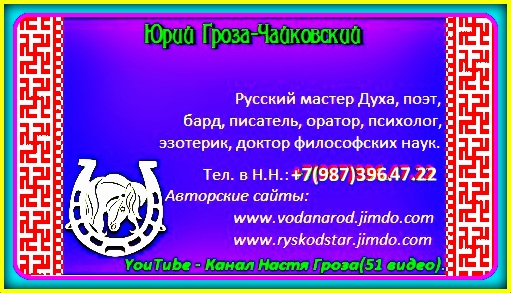 Юрий Гроза-Чайковский
Русский мастер Духа, поэт,
бард, писатель, оратор, психолог,
эзотерик, доктор философских наук.
Тел. в Н.Н.: +7(987)396.47.22
Авторские сайты:
www.vodanarod.jimdo.com
www.ryskodstar.jimdo.com
YouTube - Канал Настя Гроза(51 видео).